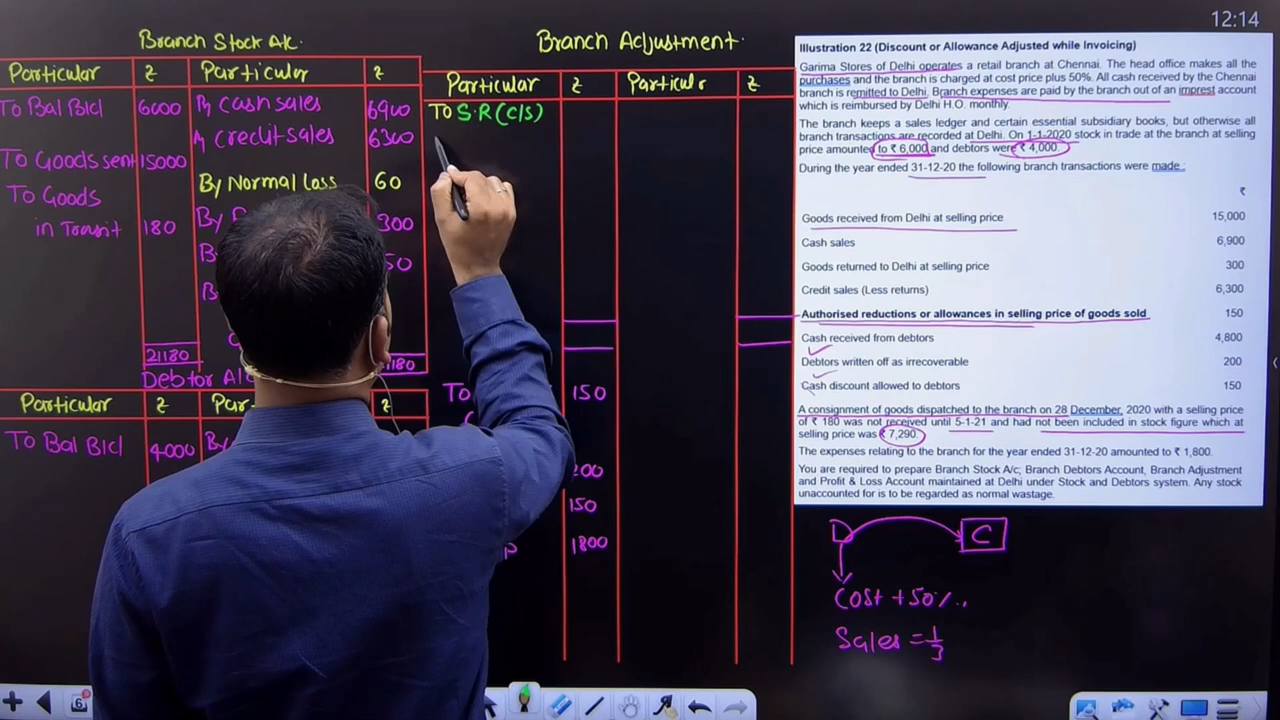 12:14
Branch Stock A/c.
Particular ₹ Particular ₹
To Bal B/d 6000 By cash sales 6900
By credit sales 6300
To Goods sent 15000
By Normal Loss 60
To Goods
in Transit 180 By 300
50
21180 1180
Debtor A/c
Particular ₹ Par ₹
To Bal B/d 4000 By
Branch Adjustment
Particular ₹ Particulr ₹
To S.R (C/S)
To 150
200
150
1800
Illustration 22 (Discount or Allowance Adjusted while Invoicing)
Garima Stores of Delhi operates a retail branch at Chennai. The head office makes all the
purchases and the branch is charged at cost price plus 50%. All cash received by the Chennai
branch is remitted to Delhi. Branch expenses are paid by the branch out of an imprest account
which is reimbursed by Delhi H.O. monthly.
The branch keeps a sales ledger and certain essential subsidiary books, but otherwise all
branch transactions are recorded at Delhi. On 1-1-2020 stock in trade at the branch at selling
price amounted to ₹ 6,000 and debtors were ₹ 4,000.
During the year ended 31-12-20 the following branch transactions were made :
₹
Goods received from Delhi at selling price 15,000
Cash sales 6,900
Goods returned to Delhi at selling price 300
Credit sales (Less returns) 6,300
Authorised reductions or allowances in selling price of goods sold 150
Cash received from debtors 4,800
Debtors written off as irrecoverable 200
Cash discount allowed to debtors 150
A consignment of goods dispatched to the branch on 28 December, 2020 with a selling price
of ₹ 180 was not received until 5-1-21 and had not been included in stock figure which at
selling price was ₹ 7,290.
The expenses relating to the branch for the year ended 31-12-20 amounted to ₹ 1,800.
You are required to prepare Branch Stock A/c, Branch Debtors Account, Branch Adjustment
and Profit & Loss Account maintained at Delhi under Stock and Debtors system. Any stock
unaccounted for is to be regarded as normal wastage.
D C
Cost + 50%.
Sales = 1/3
6